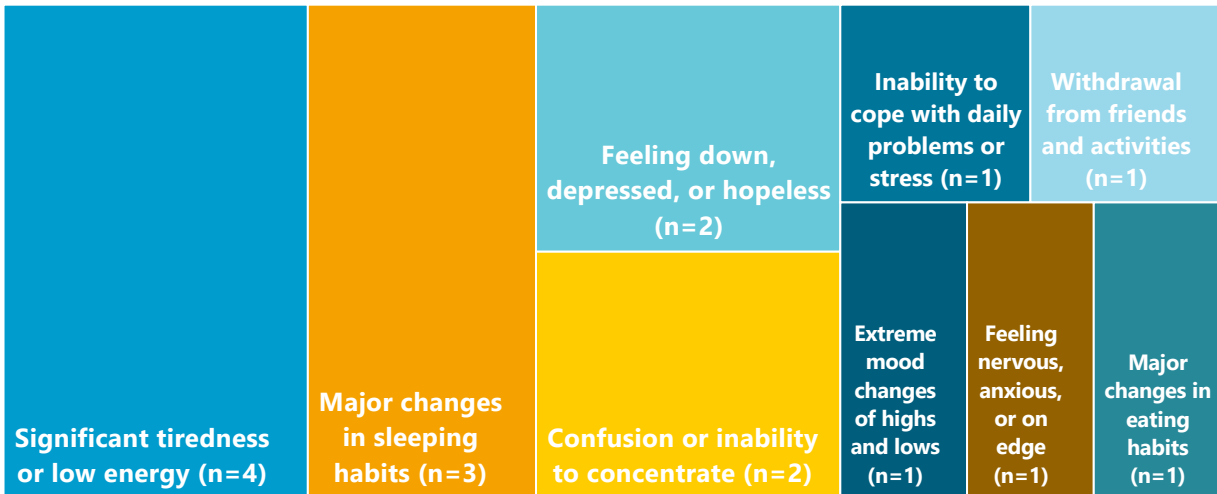 Significant tiredness
or low energy (n=4)
Major changes
in sleeping
habits (n=3)
Feeling down,
depressed, or hopeless
(n=2)
Confusion or inability
to concentrate (n=2)
Inability to
cope with daily
problems or
stress (n=1)
Withdrawal
from friends
and activities
(n=1)
Extreme
mood
changes
of highs
and lows
(n=1)
Feeling
nervous,
anxious,
or on
edge
(n=1)
Major
changes in
eating
habits
(n=1)